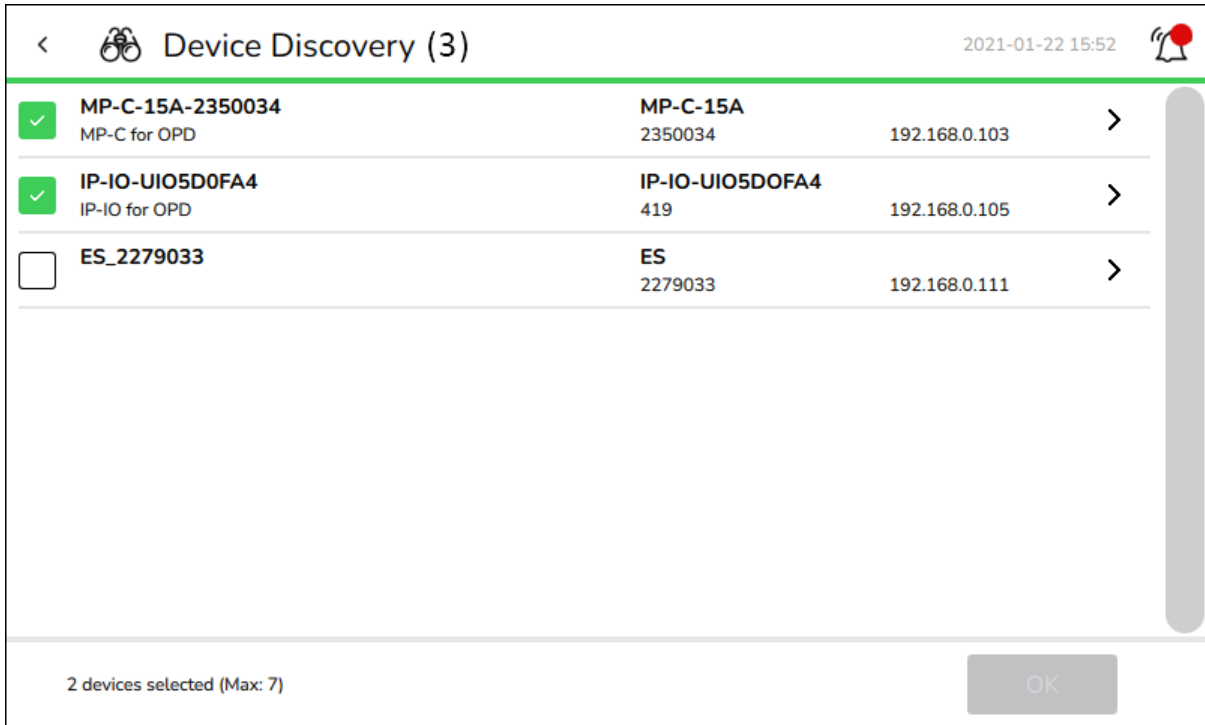 Device Discovery (3)
2021-01-22 15:52
MP-C-15A-2350034 MP-C-15A
MP-C for OPD 2350034 192.168.0.103
IP-IO-UIO5D0FA4 IP-IO-UIO5DOFA4
IP-IO for OPD 419 192.168.0.105
ES_2279033 ES
2279033 192.168.0.111
2 devices selected (Max: 7)
OK